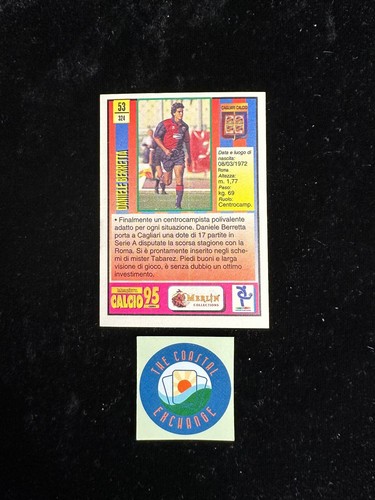 53
324
DANIELE BERRETTA
CAGLIARI CALCIO
Data e luogo di
nascita:
08/03/1972
Roma
Altezza:
m. 1,77
Peso:
kg. 69
Ruolo:
Centrocamp.
• Finalmente un centrocampista polivalente
adatto per ogni situazione. Daniele Berretta
porta a Cagliari una dote di 17 partite in
Serie A disputate la scorsa stagione con la
Roma. Si è prontamente inserito negli sche-
mi di mister Tabarez. Piedi buoni e larga
visione di gioco, è senza dubbio un ottimo
investimento.
CALCIO 95
MERLIN
COLLECTIONS
THE COASTAL
EXCHANGE